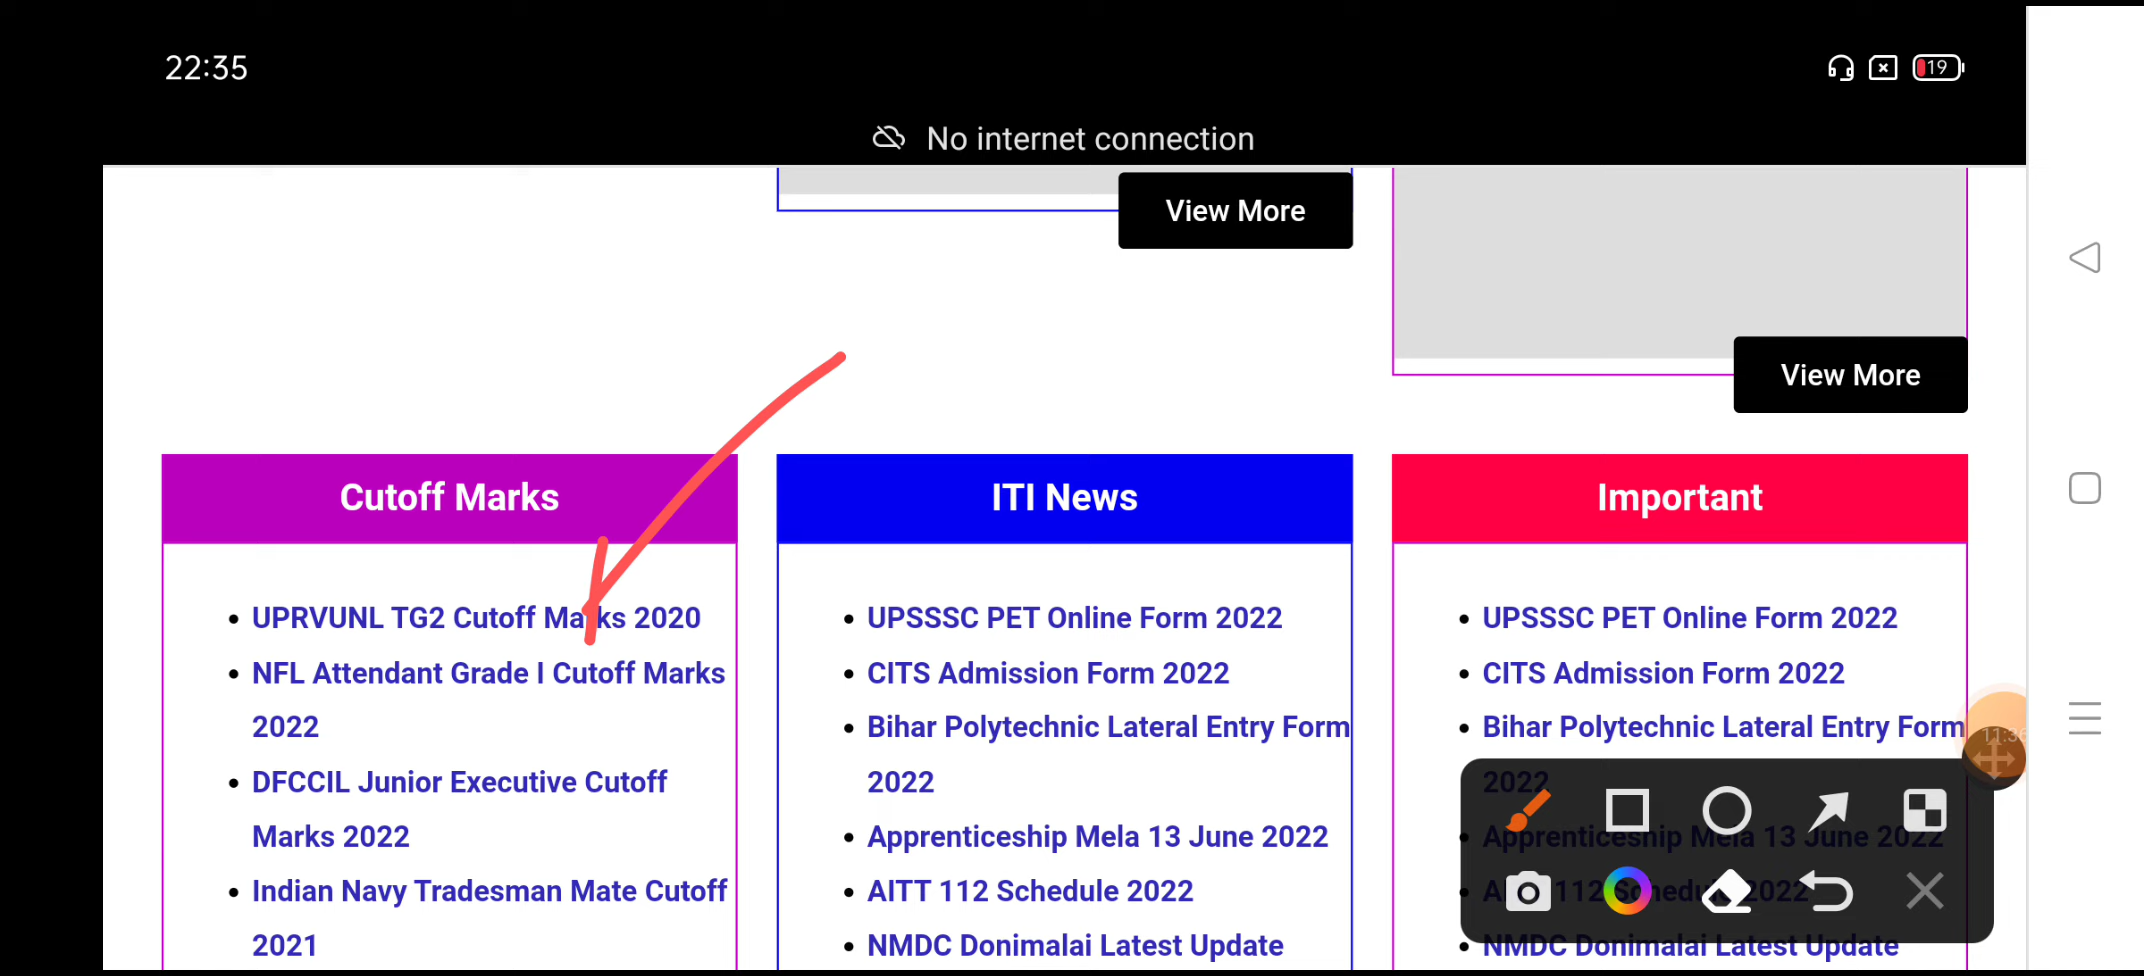 22:35
19
No internet connection
View More
View More
Cutoff Marks
UPRVUNL TG2 Cutoff Marks 2020
NFL Attendant Grade I Cutoff Marks
2022
DFCCIL Junior Executive Cutoff
Marks 2022
Indian Navy Tradesman Mate Cutoff
2021
ITI News
UPSSSC PET Online Form 2022
CITS Admission Form 2022
Bihar Polytechnic Lateral Entry Form
2022
Apprenticeship Mela 13 June 2022
AITT 112 Schedule 2022
NMDC Donimalai Latest Update
Important
UPSSSC PET Online Form 2022
CITS Admission Form 2022
Bihar Polytechnic Lateral Entry Form
2022
Apprenticeship Mela 13 June 2022
112 Schedule 2022
NMDC Donimalai Latest Update